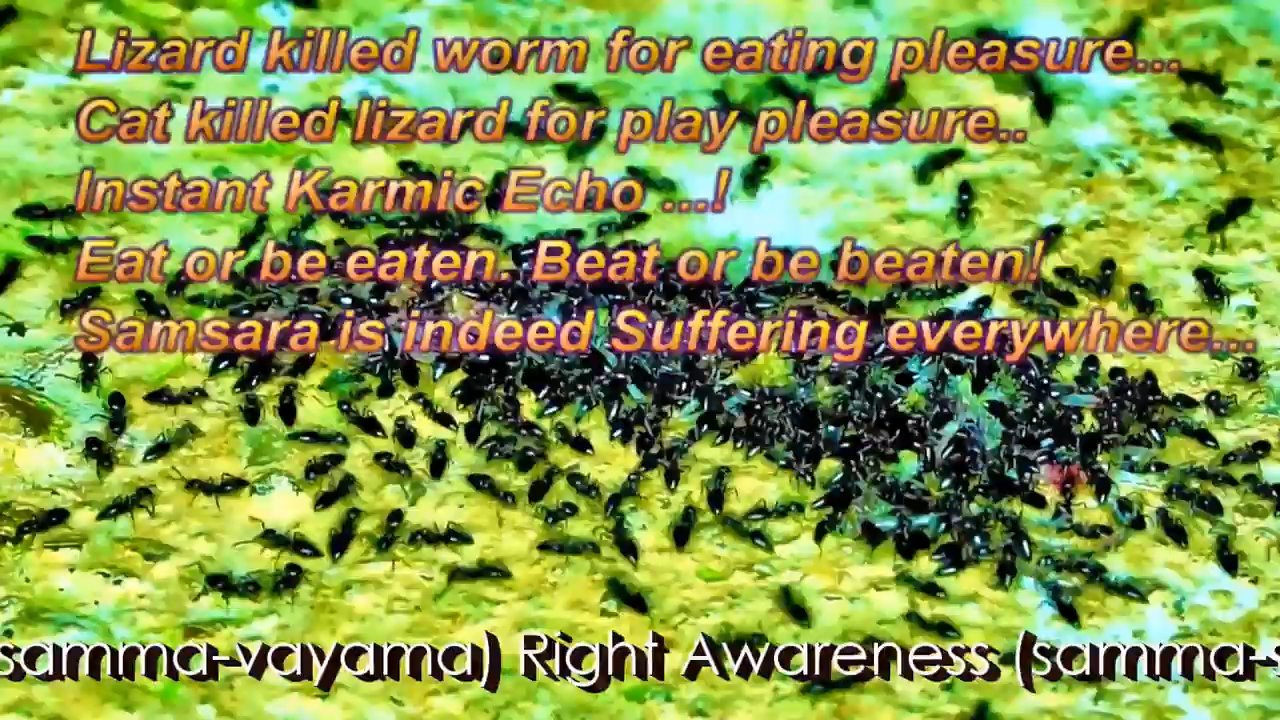 Lizard killed worm for eating pleasure...
Cat killed lizard for play pleasure..
Instant Karmic Echo ...!
Eat or be eaten. Beat or be beaten!
Samsara is indeed Suffering everywhere...
samma-vayama) Right Awareness (samma-s